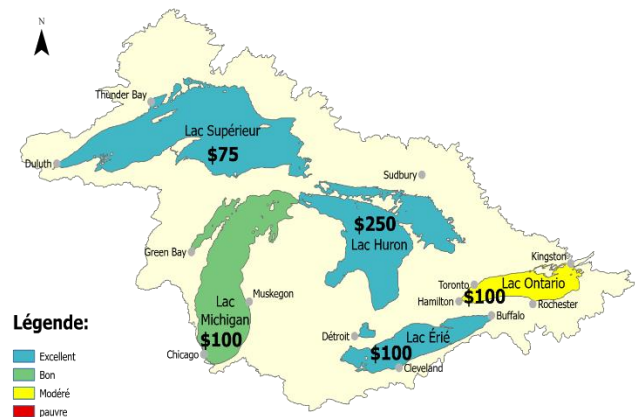 N
Thunder Bay
Lac Supérieur
$75
Duluth
Sudbury
$250
Lac Huron
Green Bay
Kingston
Toronto
Lac Ontario
Hamilton
$100
Rochester
Muskegon
Lac
Michigan
$100
Buffalo
Détroit
Lac Érié
$100
Chicago
Cleveland
Légende:
Excellent
Bon
Modéré
pauvre